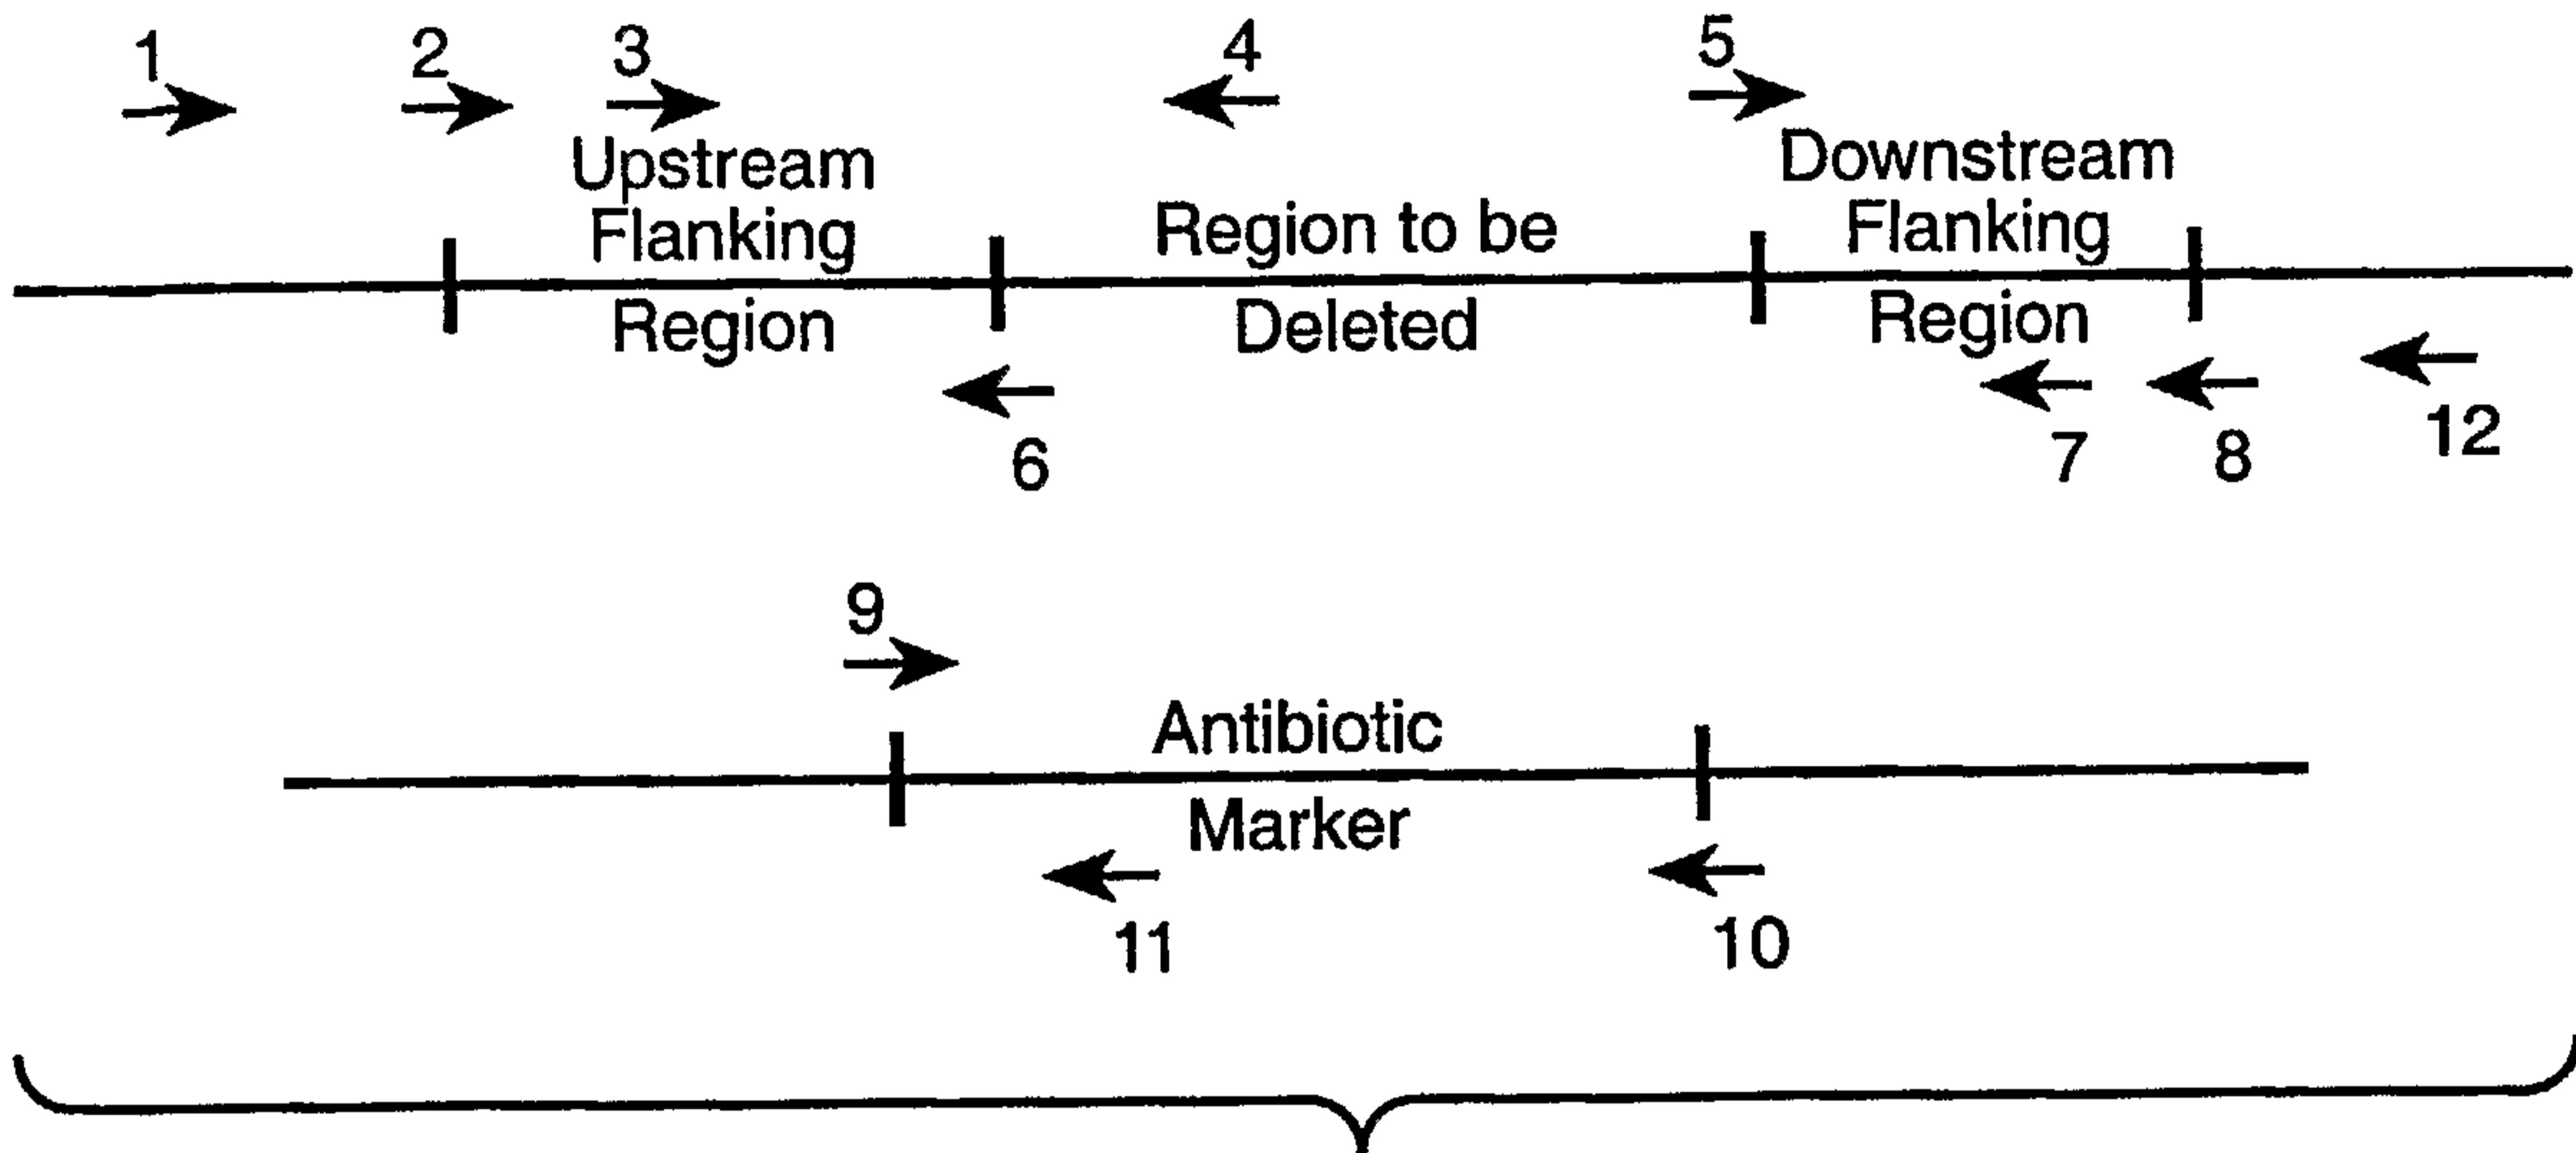 1 2 3 4 5
Upstream
Flanking
Region
Region to be
Deleted
Downstream
Flanking
Region
6 7 8 12
9
Antibiotic
Marker
11 10